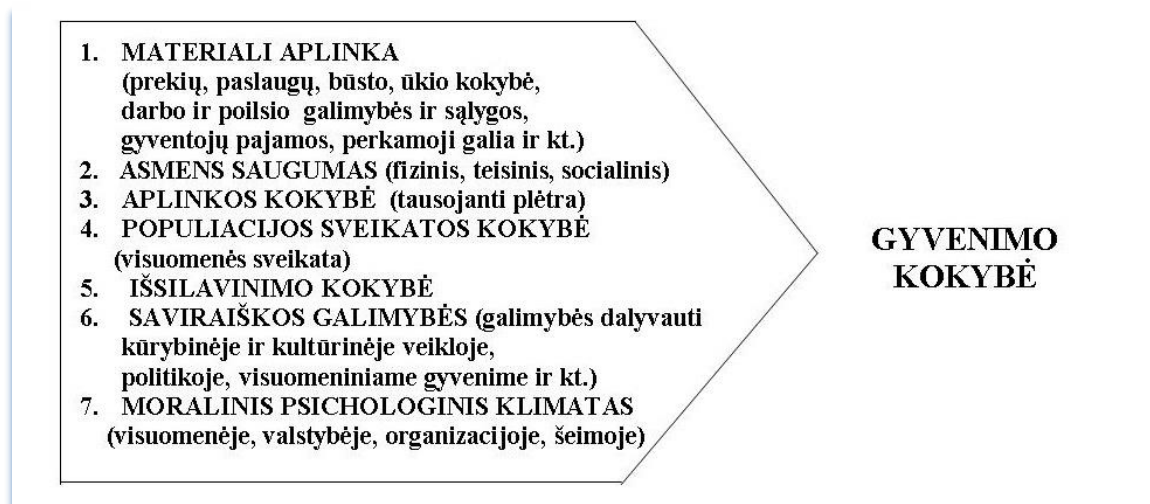 1. MATERIALI APLINKA
(prekių, paslaugų, būsto, ūkio kokybė,
darbo ir poilsio galimybės ir sąlygos,
gyventojų pajamos, perkamoji galia ir kt.)
2. ASMENS SAUGUMAS (fizinis, teisinis, socialinis)
3. APLINKOS KOKYBĖ (tausojanti plėtra)
4. POPULIACIJOS SVEIKATOS KOKYBĖ
(visuomenės sveikata)
5. IŠSILAVINIMO KOKYBĖ
6. SAVIRAIŠKOS GALIMYBĖS (galimybės dalyvauti
kūrybinėje ir kultūrinėje veikloje,
politikoje, visuomeniniame gyvenime ir kt.)
7. MORALINIS PSICHOLOGINIS KLIMATAS
(visuomenėje, valstybėje, organizacijoje, šeimoje)
GYVENIMO
KOKYBĖ